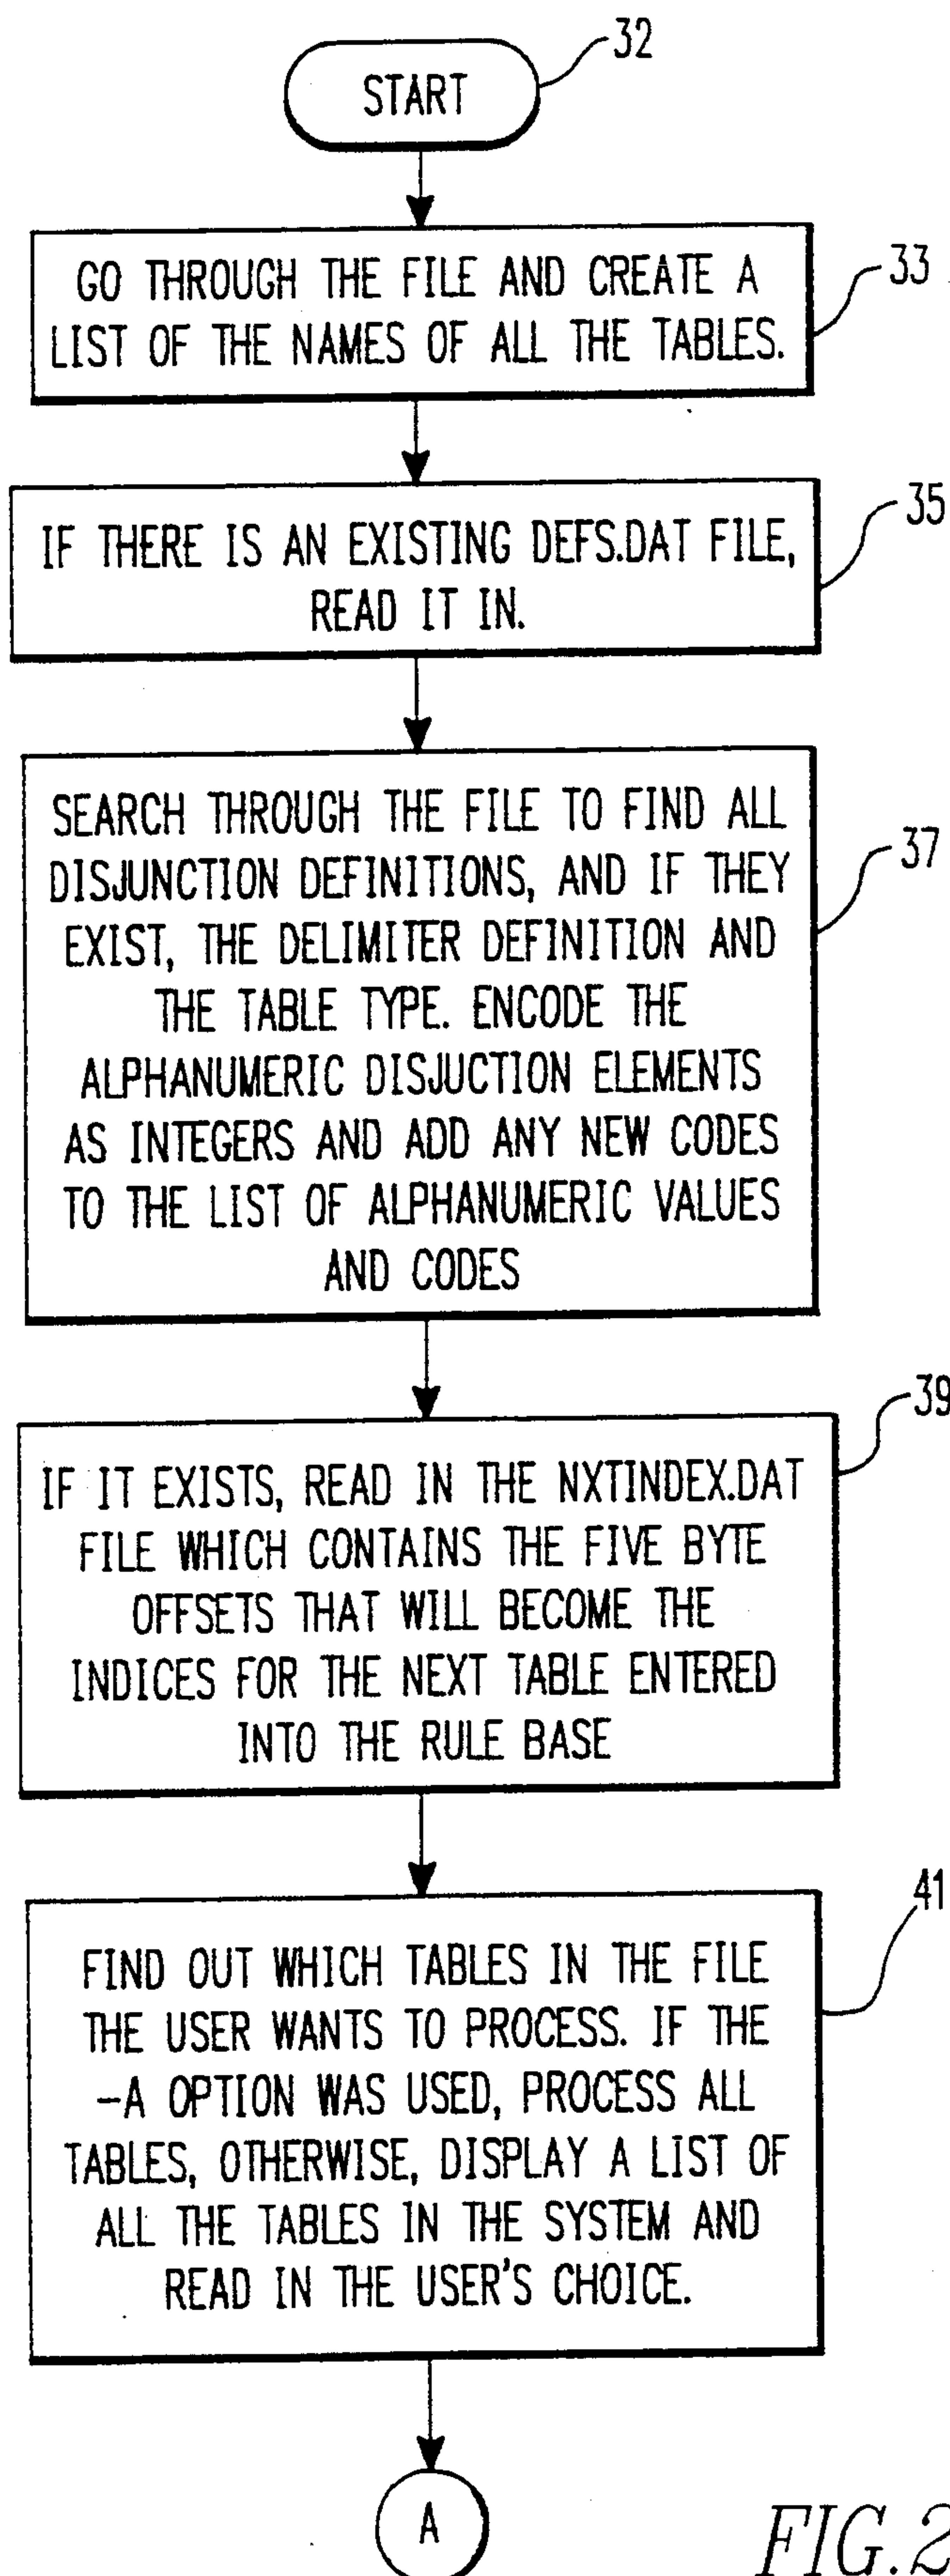 32
START
33
GO THROUGH THE FILE AND CREATE A
LIST OF THE NAMES OF ALL THE TABLES.
35
IF THERE IS AN EXISTING DEFS.DAT FILE,
READ IT IN.
37
SEARCH THROUGH THE FILE TO FIND ALL
DISJUNCTION DEFINITIONS, AND IF THEY
EXIST, THE DELIMITER DEFINITION AND
THE TABLE TYPE. ENCODE THE
ALPHANUMERIC DISJUCTION ELEMENTS
AS INTEGERS AND ADD ANY NEW CODES
TO THE LIST OF ALPHANUMERIC VALUES
AND CODES
39
IF IT EXISTS, READ IN THE NXTINDEX.DAT
FILE WHICH CONTAINS THE FIVE BYTE
OFFSETS THAT WILL BECOME THE
INDICES FOR THE NEXT TABLE ENTERED
INTO THE RULE BASE
41
FIND OUT WHICH TABLES IN THE FILE
THE USER WANTS TO PROCESS. IF THE
-A OPTION WAS USED, PROCESS ALL
TABLES, OTHERWISE, DISPLAY A LIST OF
ALL THE TABLES IN THE SYSTEM AND
READ IN THE USER'S CHOICE.
A
FIG.2